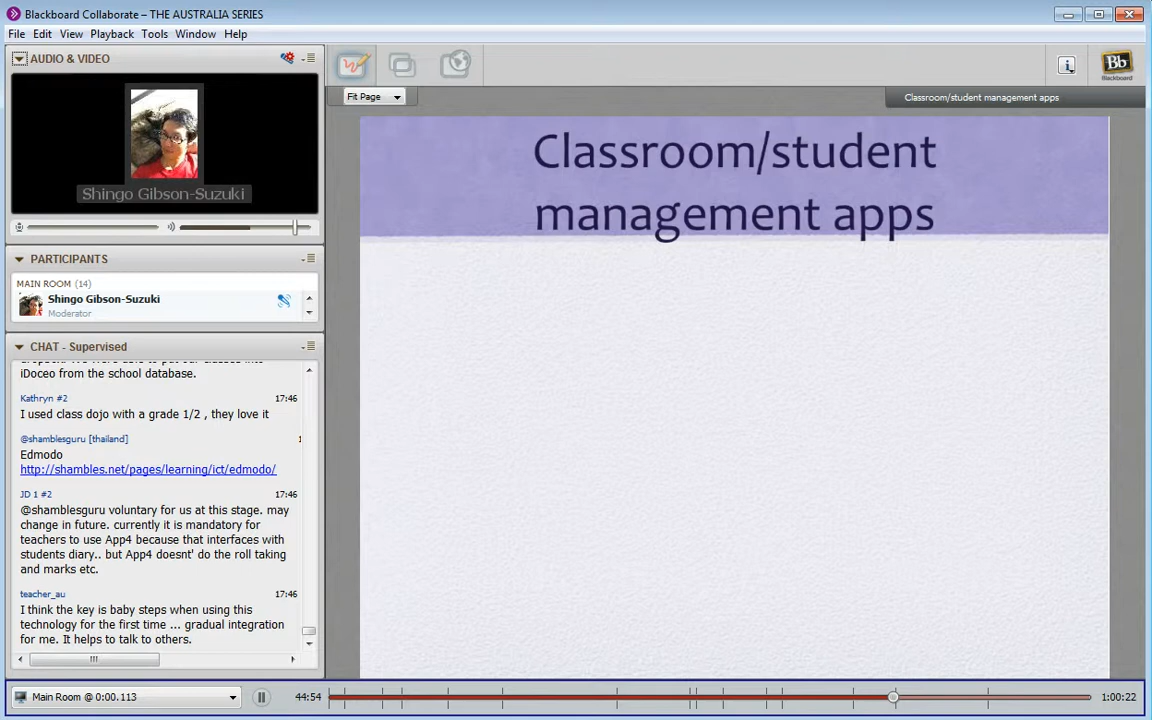 Blackboard Collaborate – THE AUSTRALIA SERIES
File Edit View Playback Tools Window Help
AUDIO & VIDEO
Shingo Gibson-Suzuki
PARTICIPANTS
MAIN ROOM (14)
Shingo Gibson-Suzuki
Moderator
CHAT - Supervised
iDoceo from the school database.
Kathryn #2 17:46
I used class dojo with a grade 1/2 , they love it
@shamblesguru [thailand] 1
Edmodo
http://shambles.net/pages/learning/ict/edmodo/
JD 1 #2 17:46
@shamblesguru voluntary for us at this stage. may
change in future. currently it is mandatory for
teachers to use App4 because that interfaces with
students diary.. but App4 doesnt' do the roll taking
and marks etc.
teacher_au 17:46
I think the key is baby steps when using this
technology for the first time ... gradual integration
for me. It helps to talk to others.
Main Room @ 0:00.113
44:54
1:00:22
Fit Page
i
Bb
Blackboard
Classroom/student management apps
Classroom/student
management apps